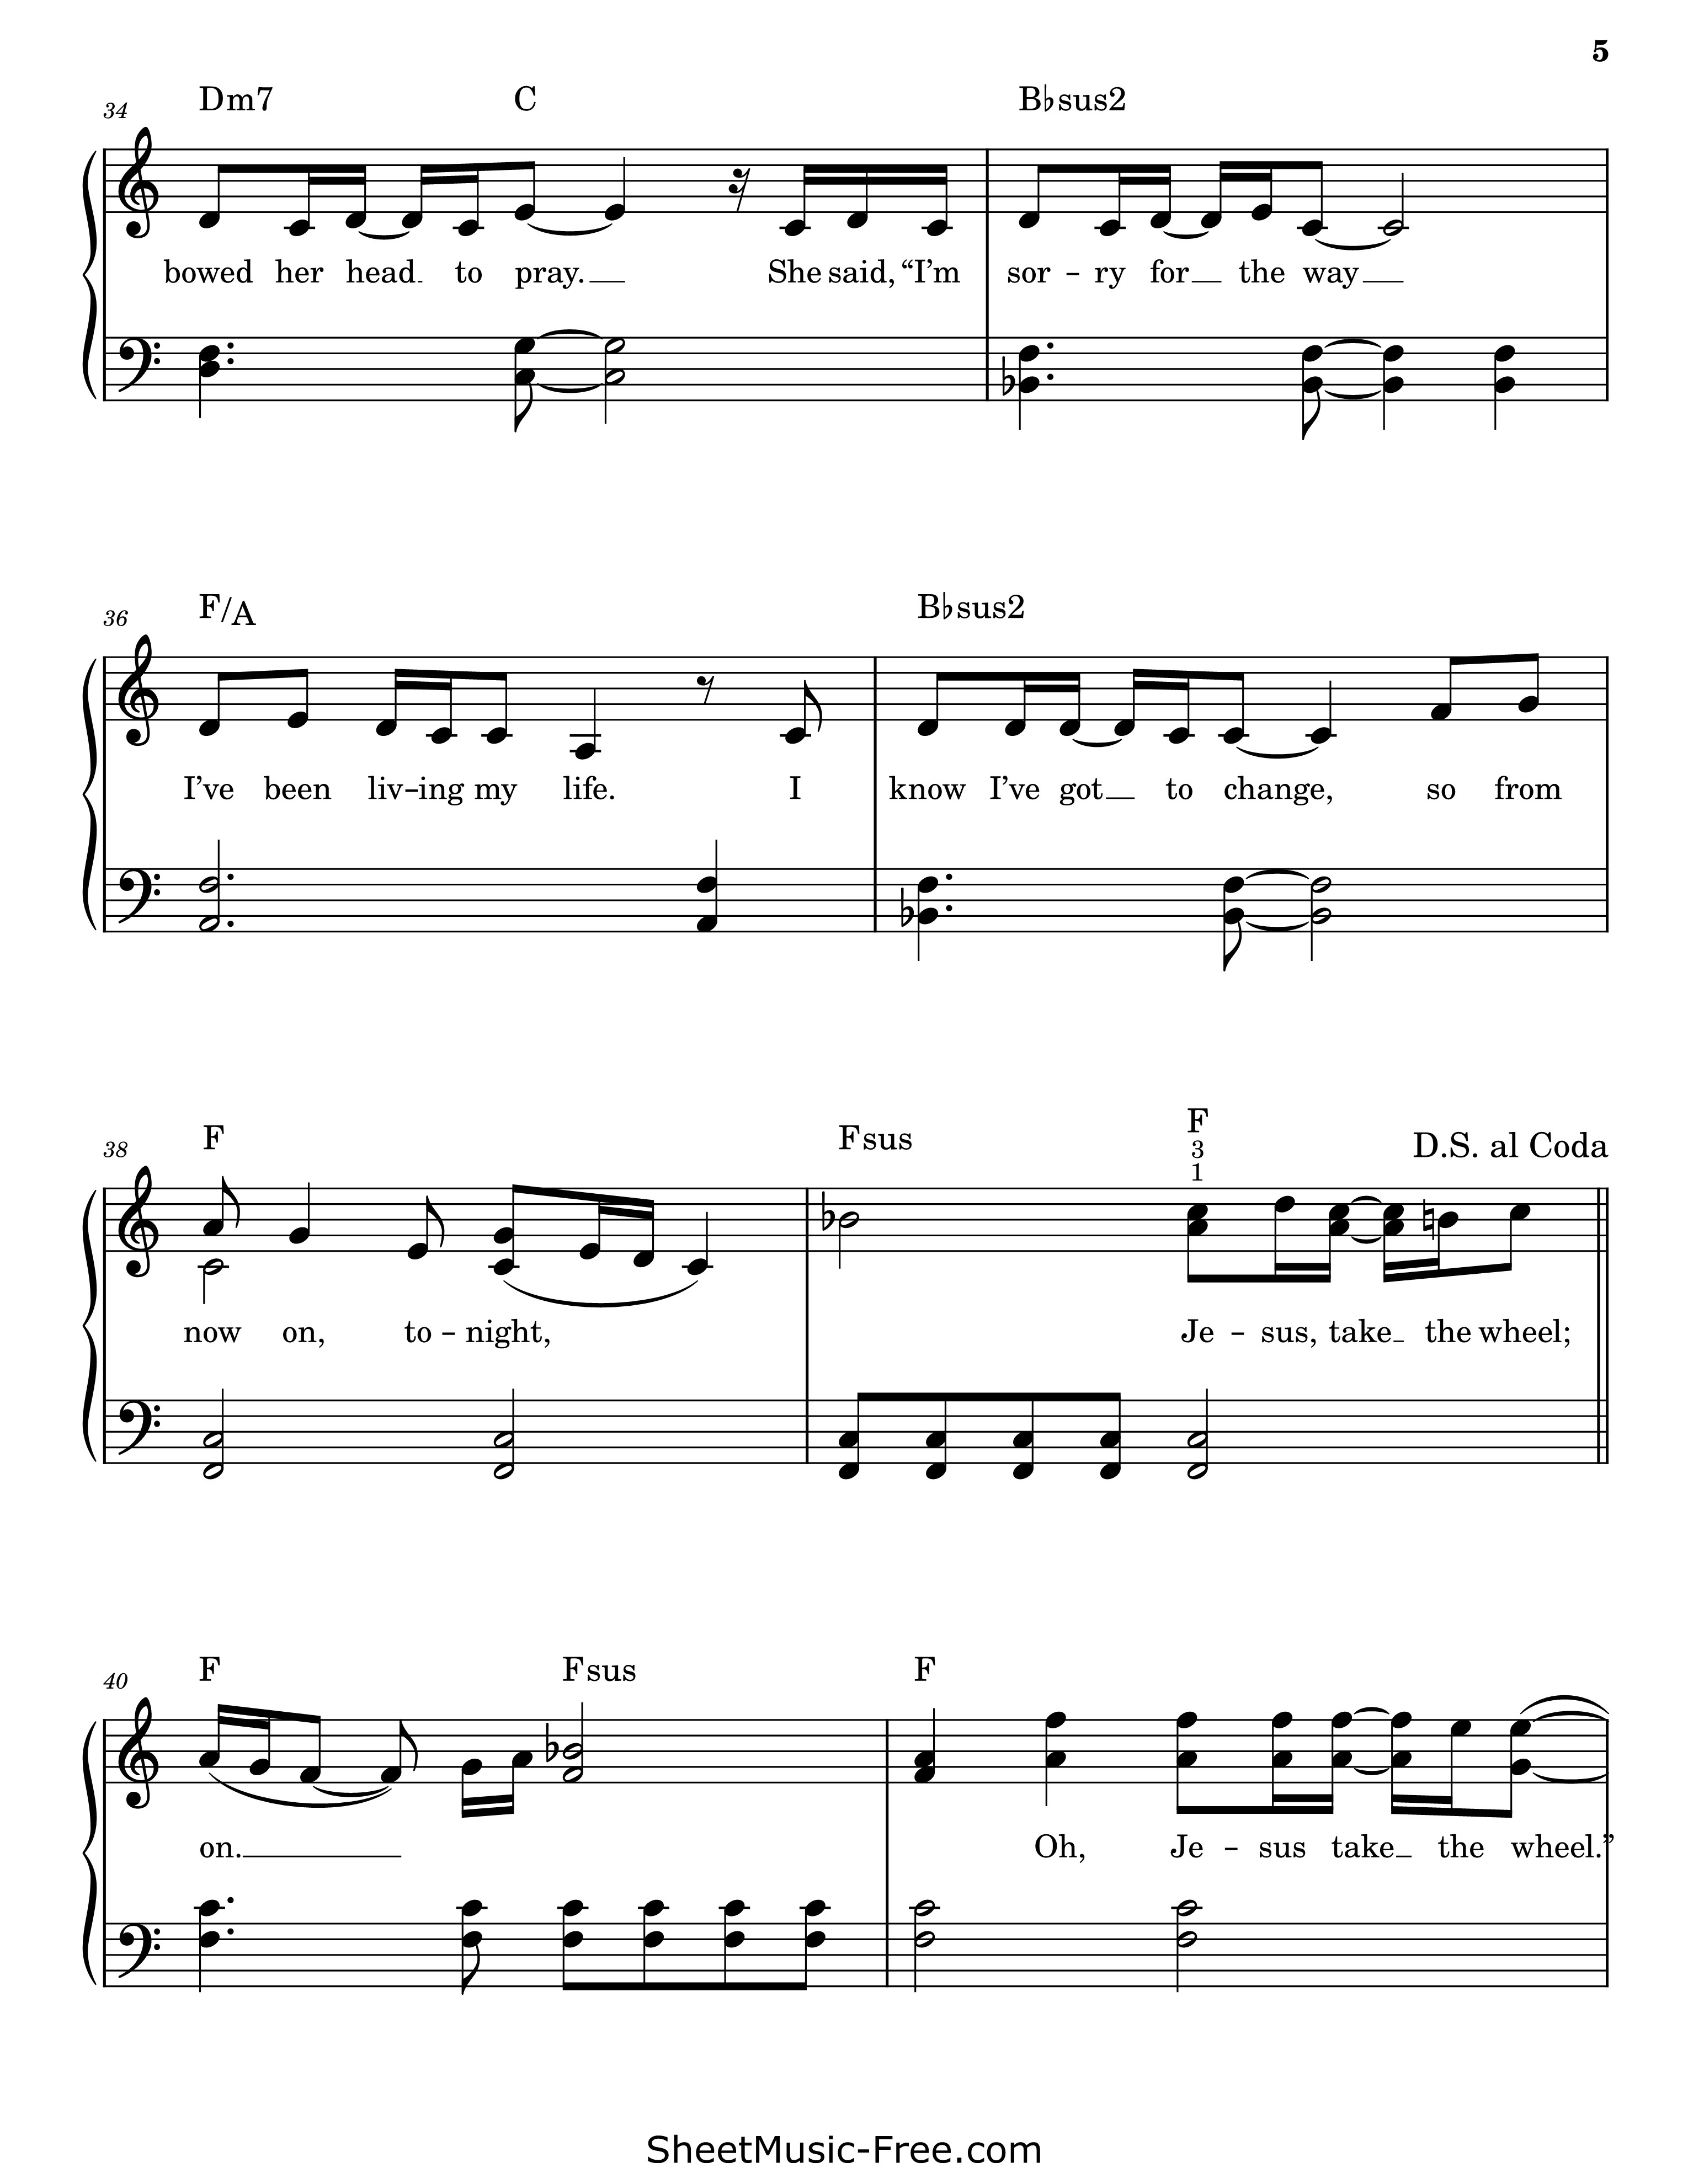 5
34 Dm7 C B♭sus2
bowed her head to pray. She said, “I’m sor - ry for the way
36 F/A B♭sus2
I’ve been liv-ing my life. I know I’ve got to change, so from
38 F Fsus F
3
1
D.S. al Coda
now on, to - night, Je - sus, take the wheel;
40 F Fsus F
on. Oh, Je - sus take the wheel.”
SheetMusic-Free.com